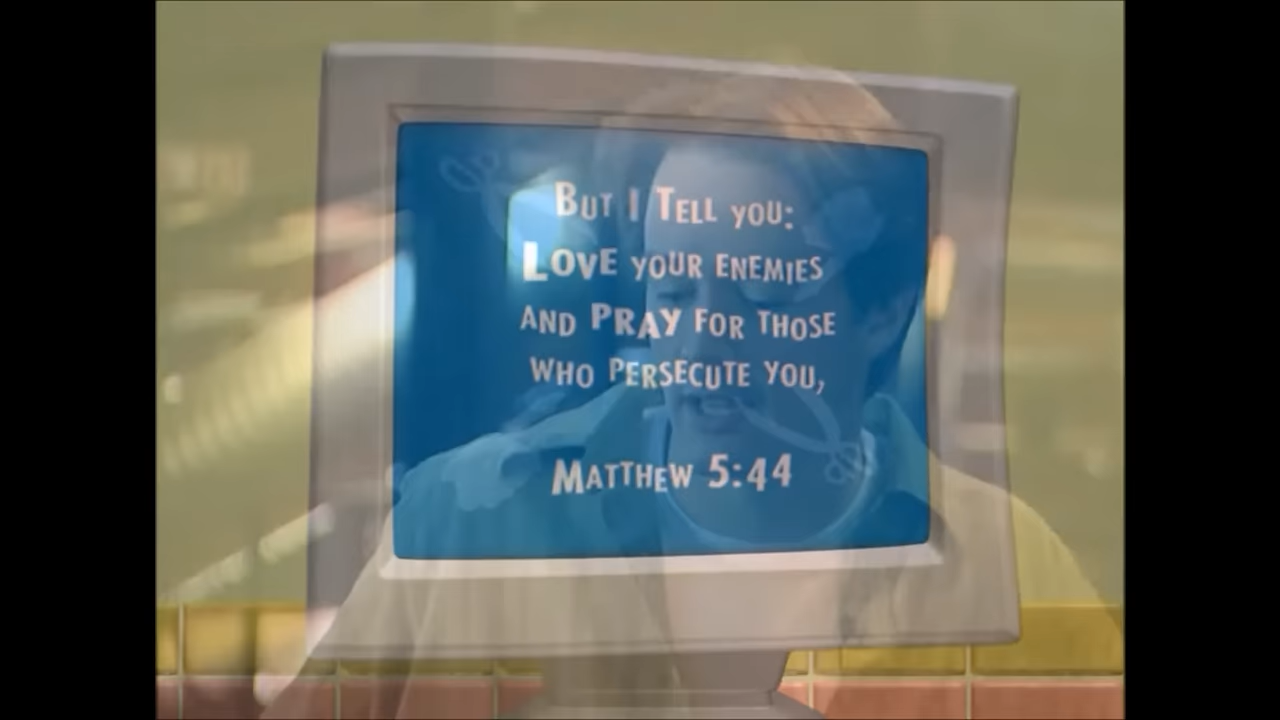 But I Tell you:
Love your enemies
and Pray for those
who persecute you,
Matthew 5:44